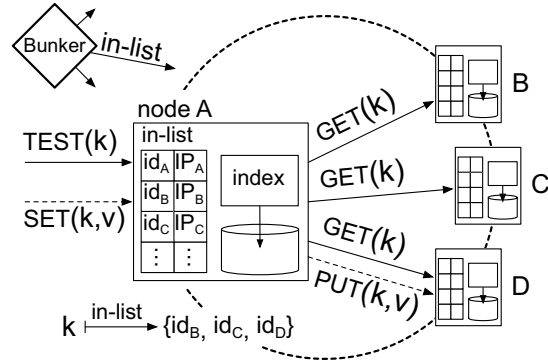 Bunker
in-list
node A
in-list
id_A IP_A
id_B IP_B
id_C IP_C
⋮ ⋮
index
TEST(k)
SET(k,v)
GET(k)
GET(k)
GET(k)
PUT(k,v)
B
C
D
k in-list {id_B, id_C, id_D}